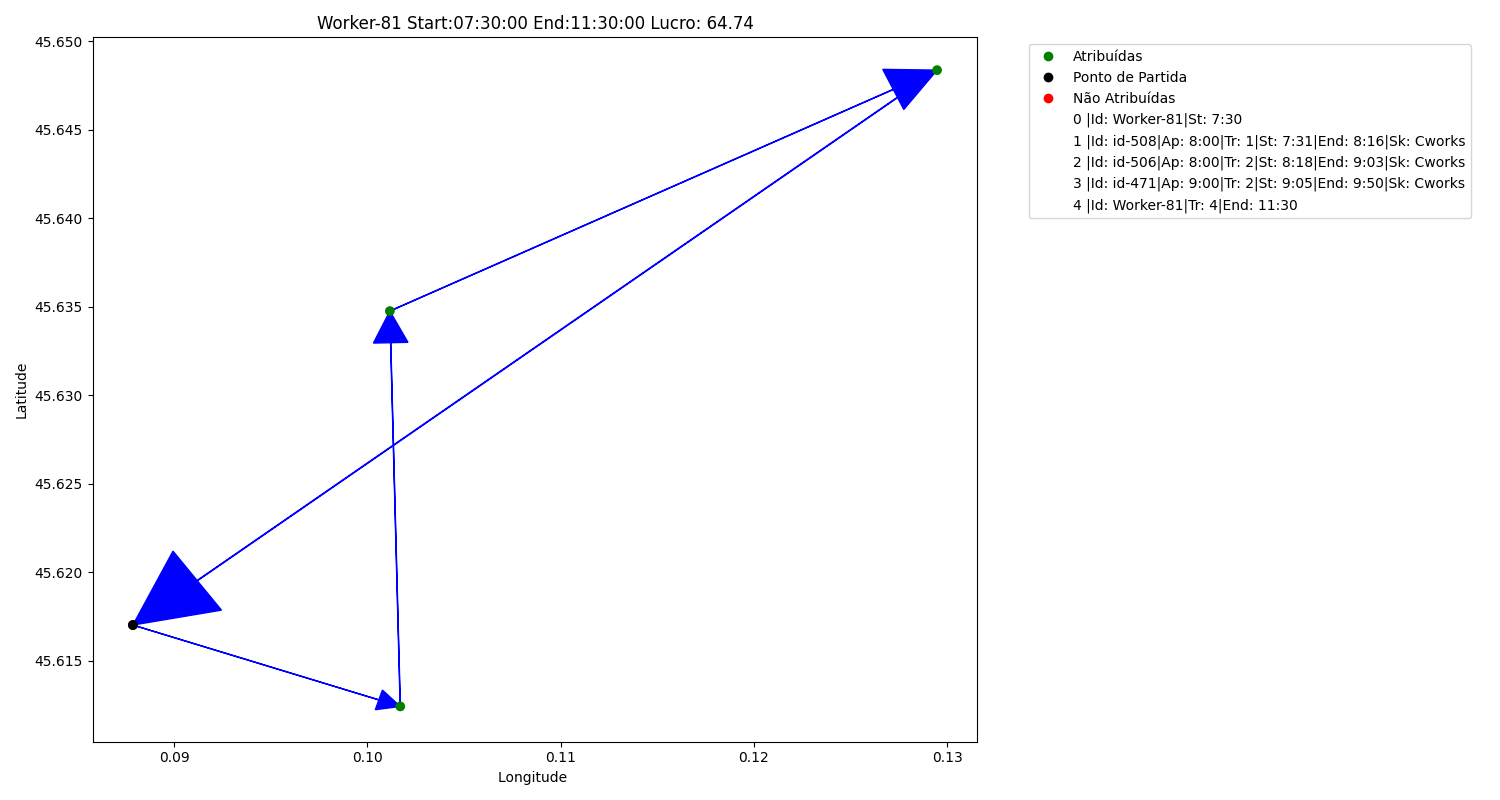 Worker-81 Start:07:30:00 End:11:30:00 Lucro: 64.74
45.650
45.645
45.640
45.635
45.630
45.625
45.620
45.615
Latitude
0.09 0.10 0.11 0.12 0.13
Longitude
Atribuídas
Ponto de Partida
Não Atribuídas
0 |Id: Worker-81|St: 7:30
1 |Id: id-508|Ap: 8:00|Tr: 1|St: 7:31|End: 8:16|Sk: Cworks
2 |Id: id-506|Ap: 8:00|Tr: 2|St: 8:18|End: 9:03|Sk: Cworks
3 |Id: id-471|Ap: 9:00|Tr: 2|St: 9:05|End: 9:50|Sk: Cworks
4 |Id: Worker-81|Tr: 4|End: 11:30